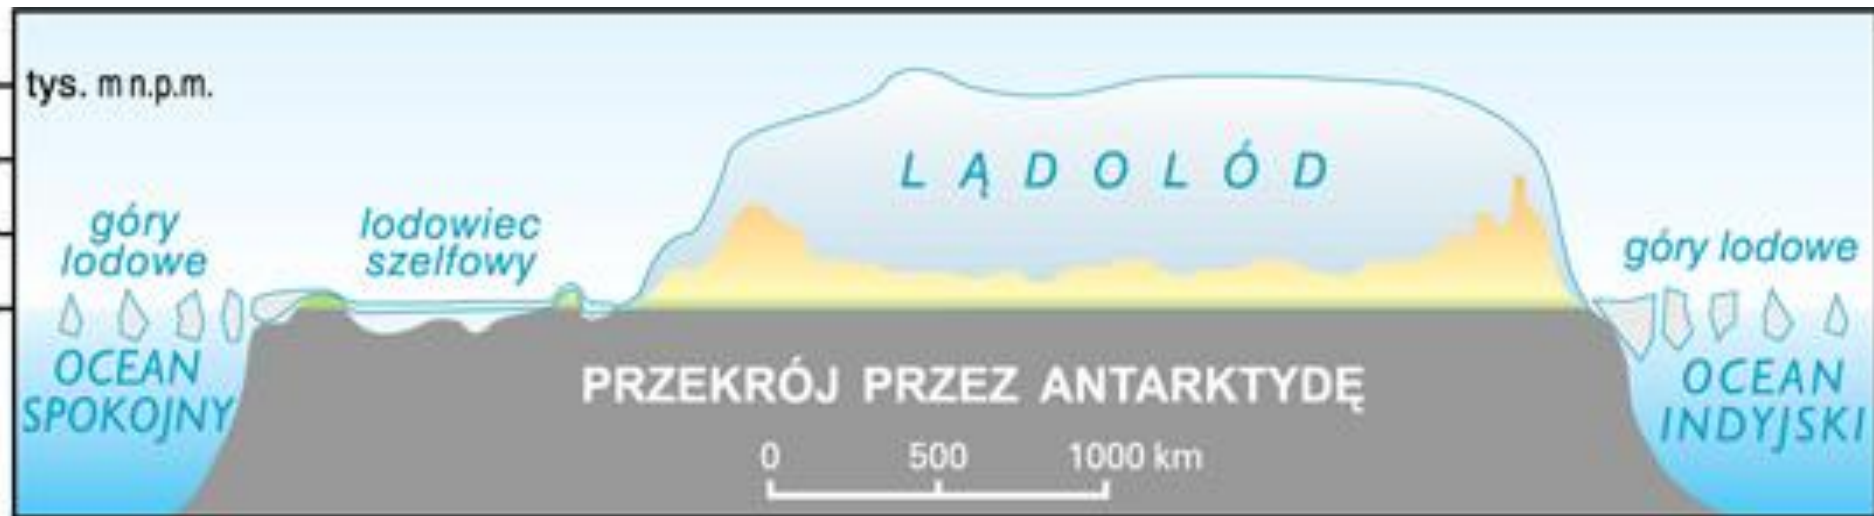 tys. m n.p.m.
LĄDOLÓD
góry
lodowe
lodowiec
szelfowy
góry lodowe
OCEAN
SPOKOJNY
PRZEKRÓJ PRZEZ ANTARKTYDĘ
OCEAN
INDYJSKI
0 500 1000 km